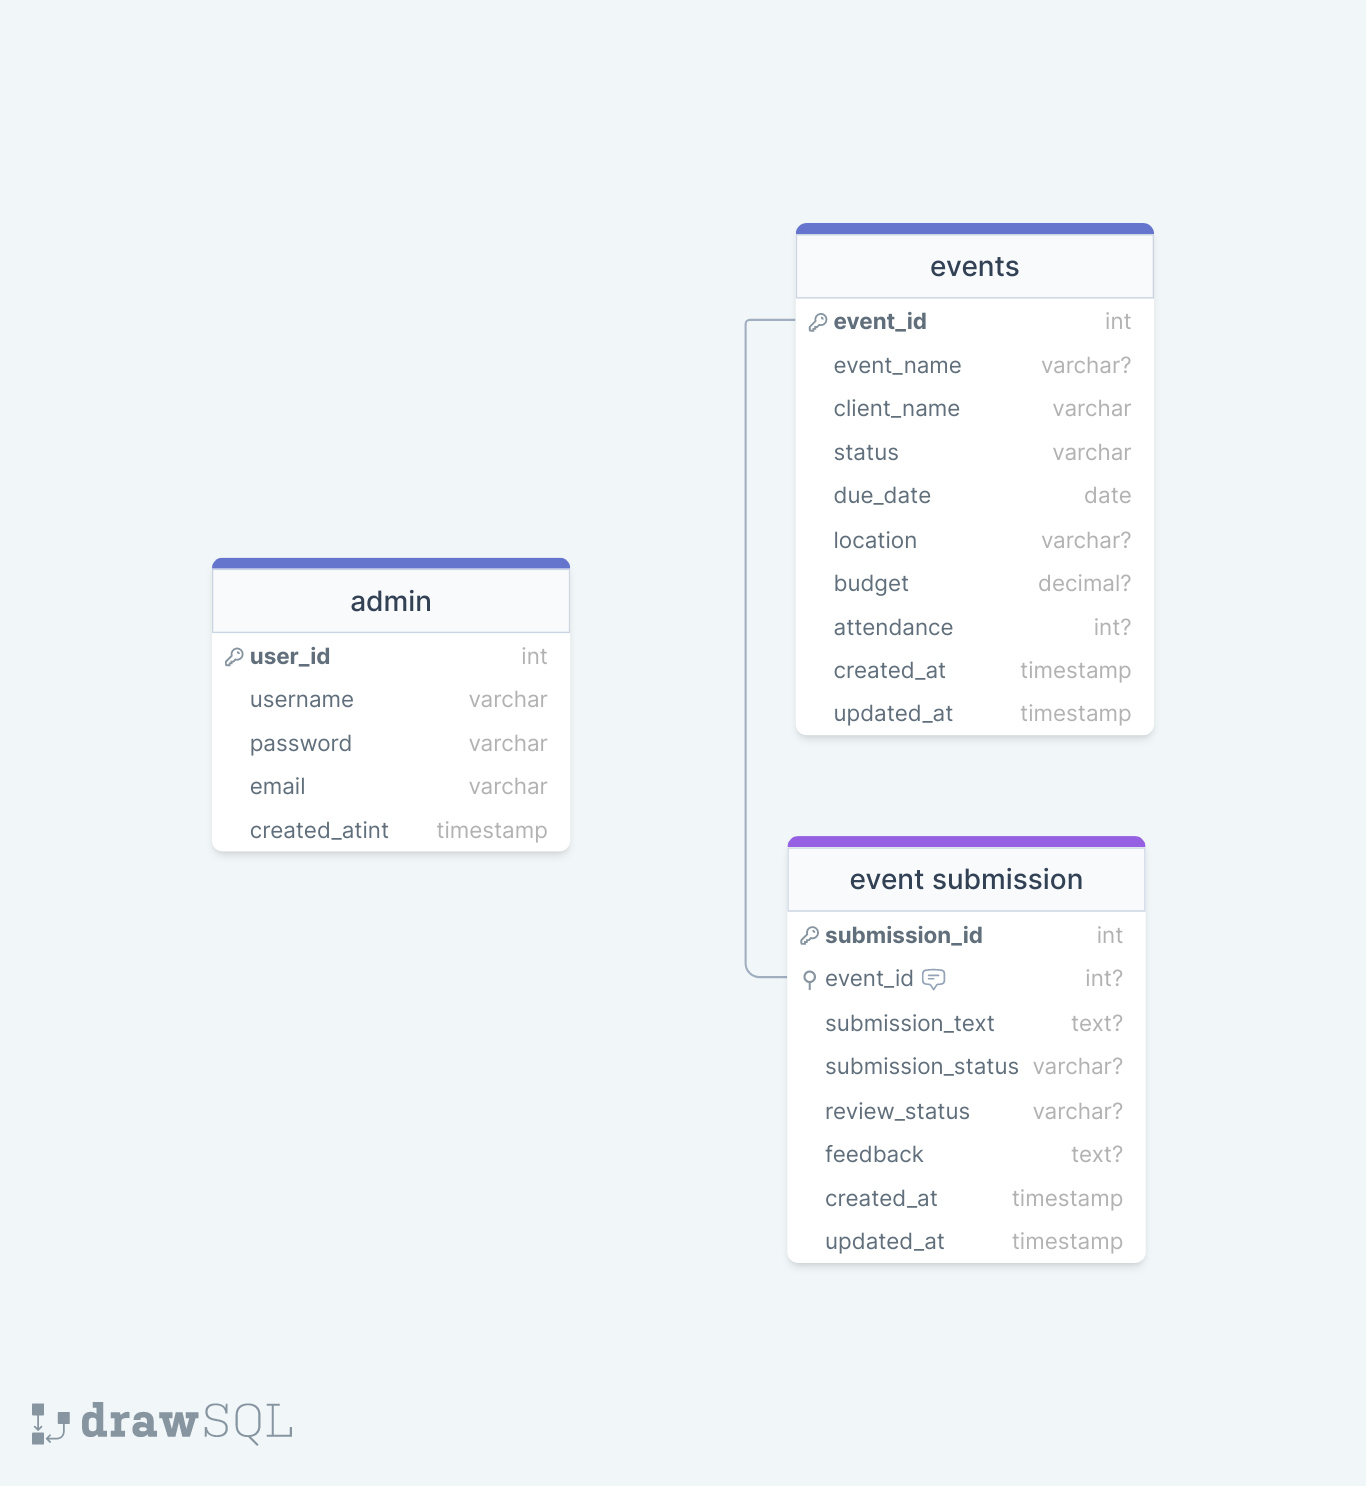 events
event_id int
event_name varchar?
client_name varchar
status varchar
due_date date
location varchar?
budget decimal?
attendance int?
created_at timestamp
updated_at timestamp
admin
user_id int
username varchar
password varchar
email varchar
created_atint timestamp
event submission
submission_id int
event_id int?
submission_text text?
submission_status varchar?
review_status varchar?
feedback text?
created_at timestamp
updated_at timestamp
drawSQL